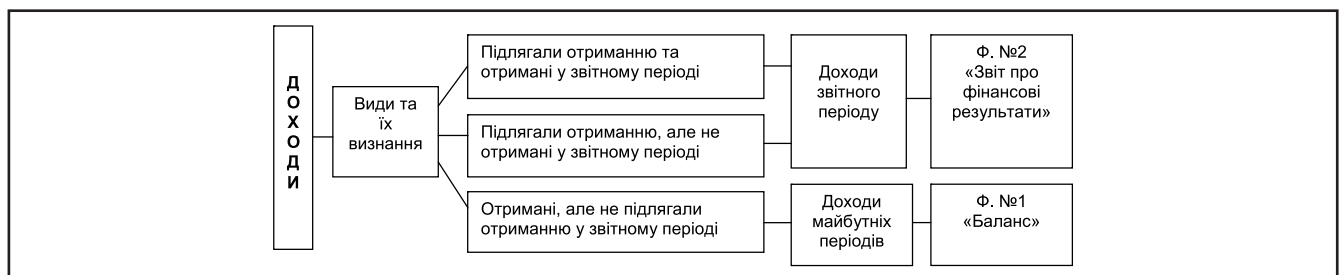 ДОХОДИ
Види та
їх
визнання
Підлягали отриманню та
отримані у звітному періоді
Підлягали отриманню, але не
отримані у звітному періоді
Отримані, але не підлягали
отриманню у звітному періоді
Доходи
звітного
періоду
Доходи
майбутніх
періодів
Ф. №2
«Звіт про
фінансові
результати»
Ф. №1
«Баланс»